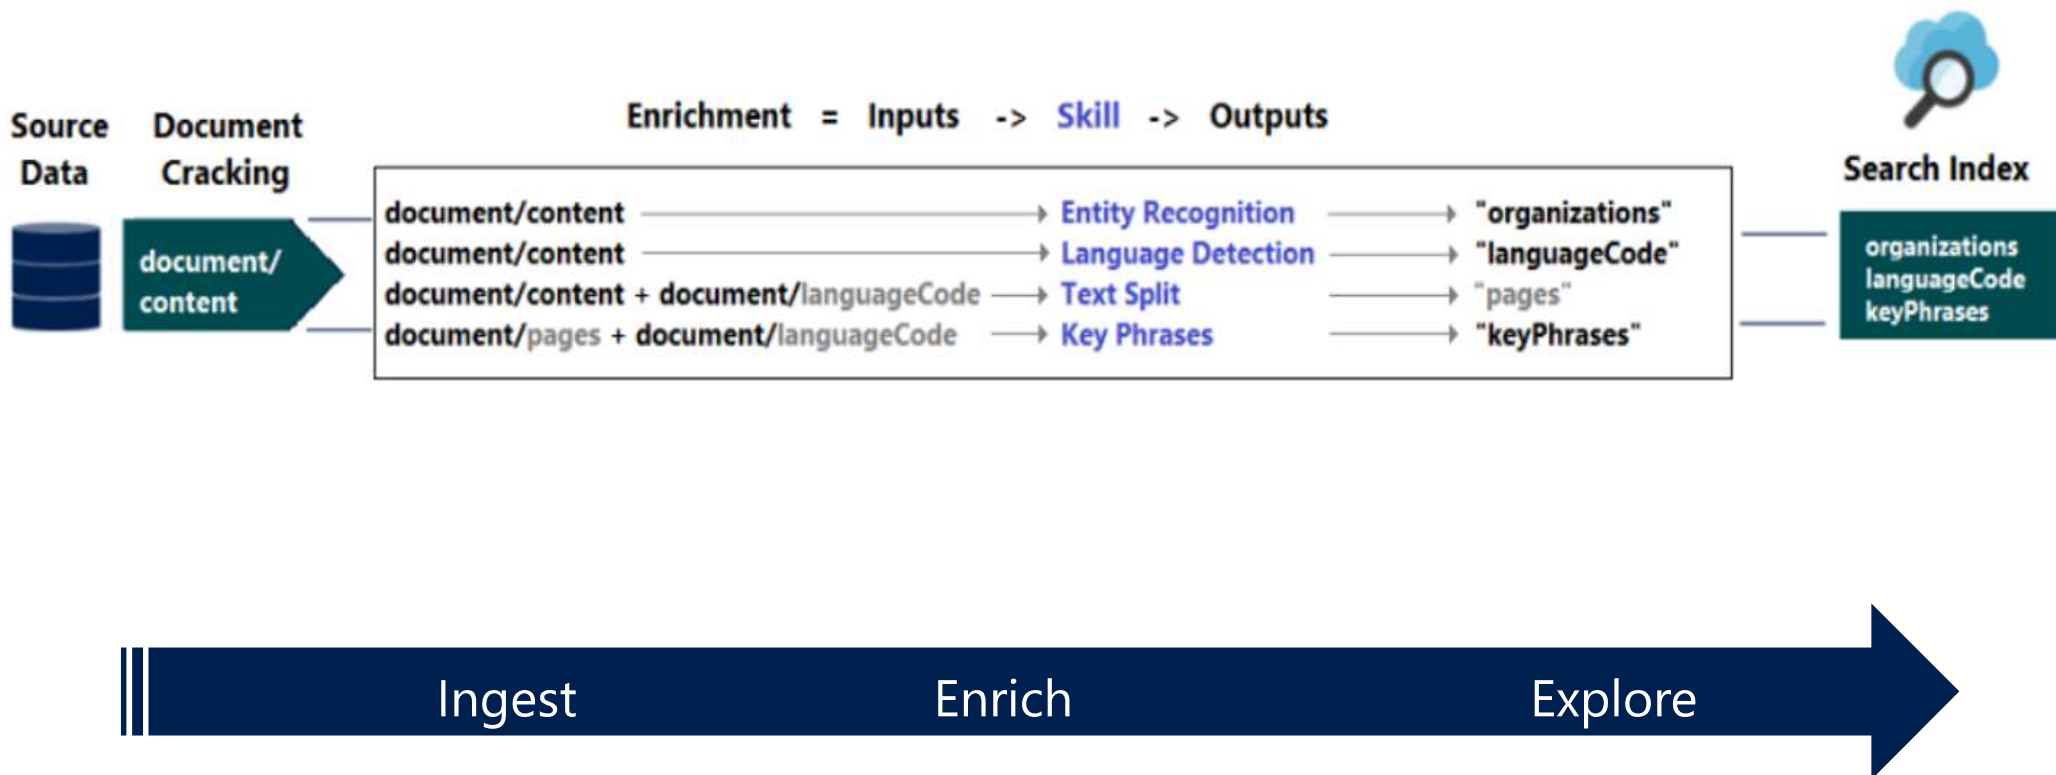 Source
Data
Document
Cracking
document/
content
Enrichment = Inputs -> Skill -> Outputs
document/content Entity Recognition "organizations"
document/content Language Detection "languageCode"
document/content + document/languageCode Text Split "pages"
document/pages + document/languageCode Key Phrases "keyPhrases"
Search Index
organizations
languageCode
keyPhrases
Ingest Enrich Explore